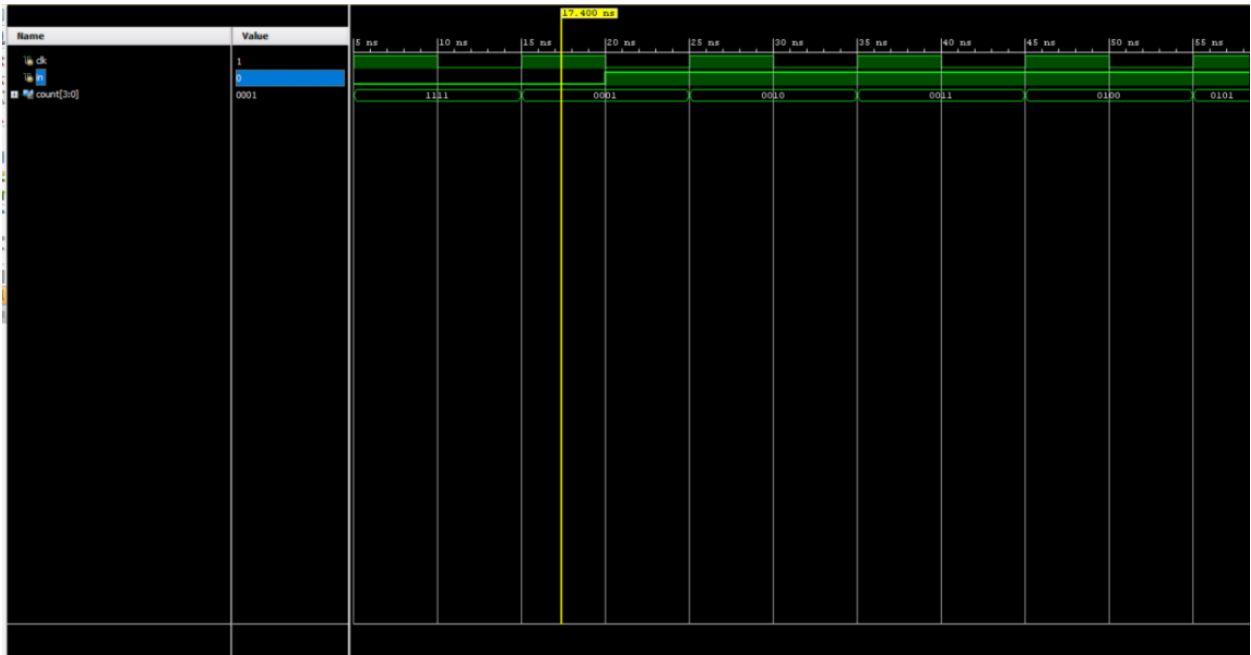 17.400 ns
Name Value
5 ns 10 ns 15 ns 20 ns 25 ns 30 ns 35 ns 40 ns 45 ns 50 ns 55 ns
clk 1
in 0
count[3:0] 0001 1111 0001 0010 0011 0100 0101